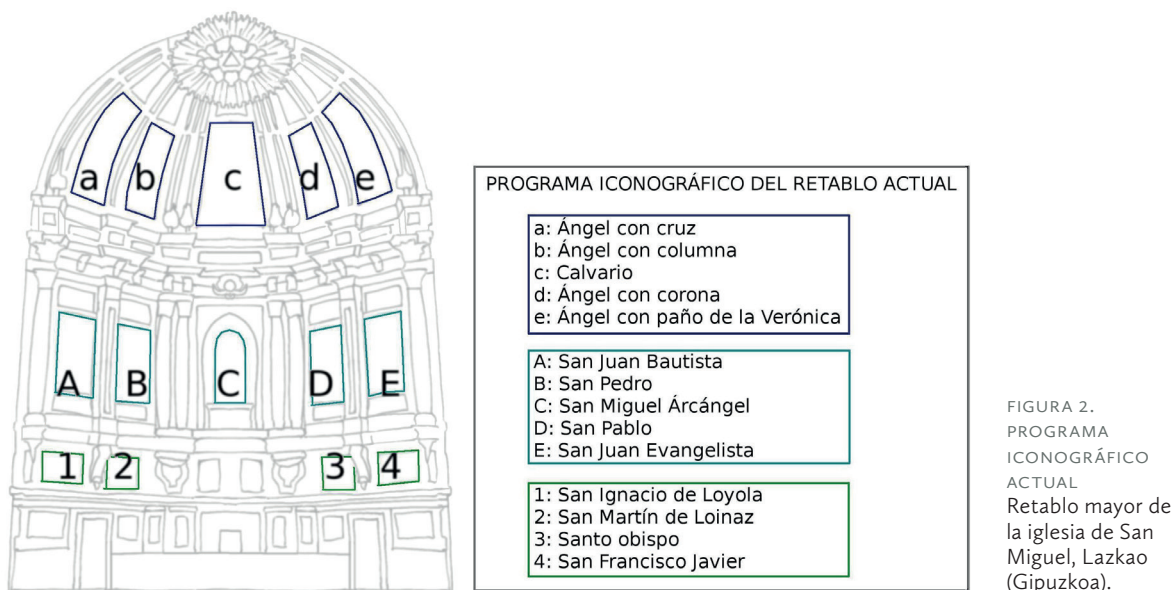 a b c d e
A B C D E
1 2 3 4
PROGRAMA ICONOGRÁFICO DEL RETABLO ACTUAL
a: Ángel con cruz
b: Ángel con columna
c: Calvario
d: Ángel con corona
e: Ángel con paño de la Verónica
A: San Juan Bautista
B: San Pedro
C: San Miguel Árcángel
D: San Pablo
E: San Juan Evangelista
1: San Ignacio de Loyola
2: San Martín de Loinaz
3: Santo obispo
4: San Francisco Javier
FIGURA 2.
PROGRAMA
ICONOGRÁFICO
ACTUAL
Retablo mayor de
la iglesia de San
Miguel, Lazkao
(Gipuzkoa).